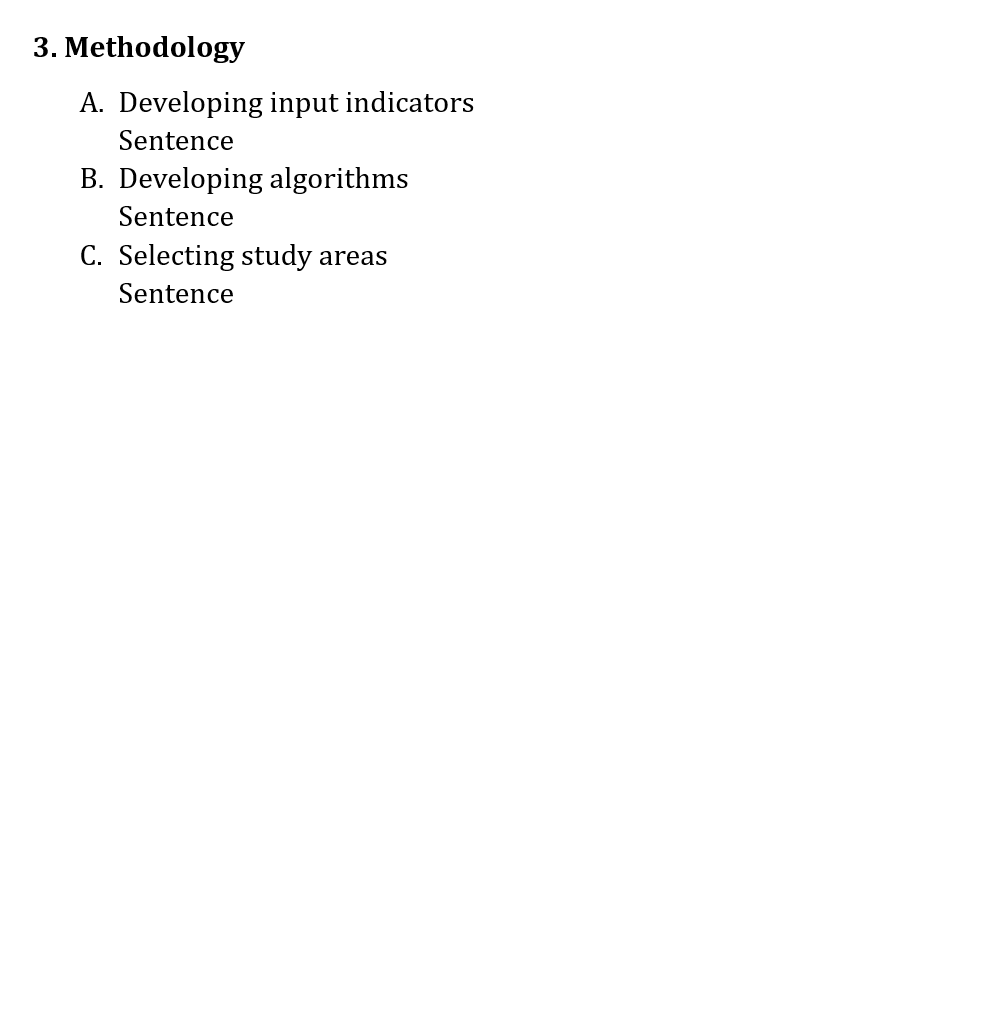 3. Methodology
A. Developing input indicators
Sentence
B. Developing algorithms
Sentence
C. Selecting study areas
Sentence